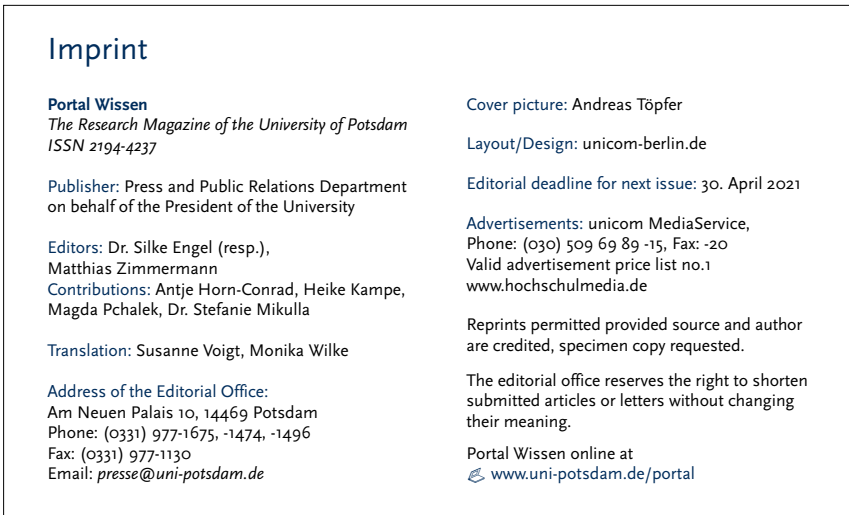 Imprint
Portal Wissen
The Research Magazine of the University of Potsdam
ISSN 2194-4237
Publisher: Press and Public Relations Department
on behalf of the President of the University
Editors: Dr. Silke Engel (resp.),
Matthias Zimmermann
Contributions: Antje Horn-Conrad, Heike Kampe,
Magda Pchalek, Dr. Stefanie Mikulla
Translation: Susanne Voigt, Monika Wilke
Address of the Editorial Office:
Am Neuen Palais 10, 14469 Potsdam
Phone: (0331) 977-1675, -1474, -1496
Fax: (0331) 977-1130
Email: presse@uni-potsdam.de
Cover picture: Andreas Töpfer
Layout/Design: unicom-berlin.de
Editorial deadline for next issue: 30. April 2021
Advertisements: unicom MediaService,
Phone: (030) 509 69 89 -15, Fax: -20
Valid advertisement price list no.1
www.hochschulmedia.de
Reprints permitted provided source and author
are credited, specimen copy requested.
The editorial office reserves the right to shorten
submitted articles or letters without changing
their meaning.
Portal Wissen online at
www.uni-potsdam.de/portal